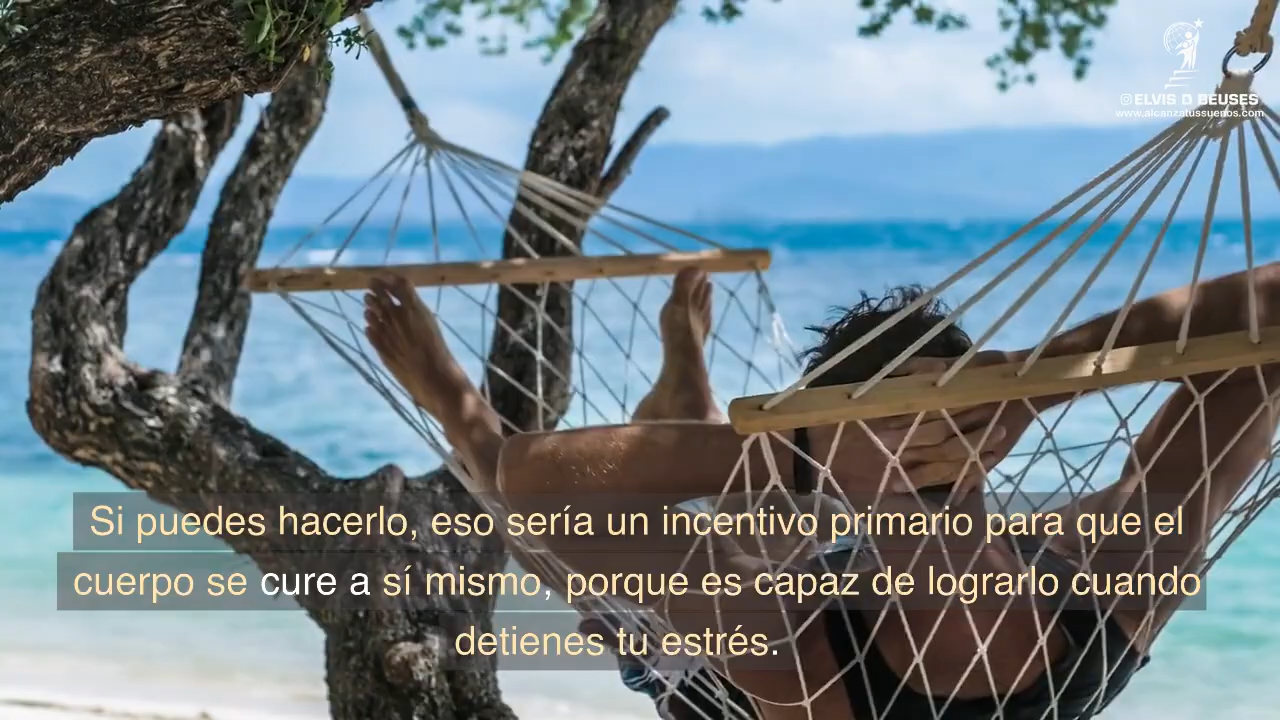 ELVIS D BEUSES
www.alcanzatussuenos.com
Si puedes hacerlo, eso sería un incentivo primario para que el
cuerpo se cure a sí mismo, porque es capaz de lograrlo cuando
detienes tu estrés.